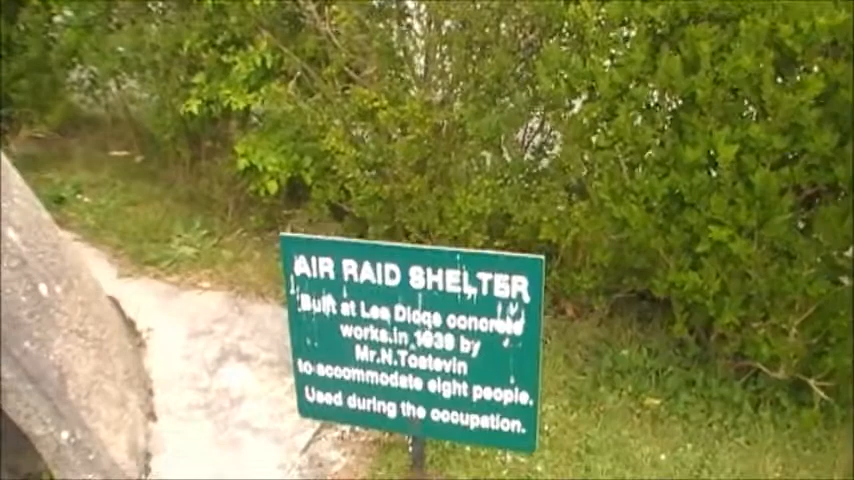 AIR RAID SHELTER
Built at Les Dicqs concrete
works.in 1939 by
Mr.N.Tostevin
to accommodate eight people.
Used during the occupation.